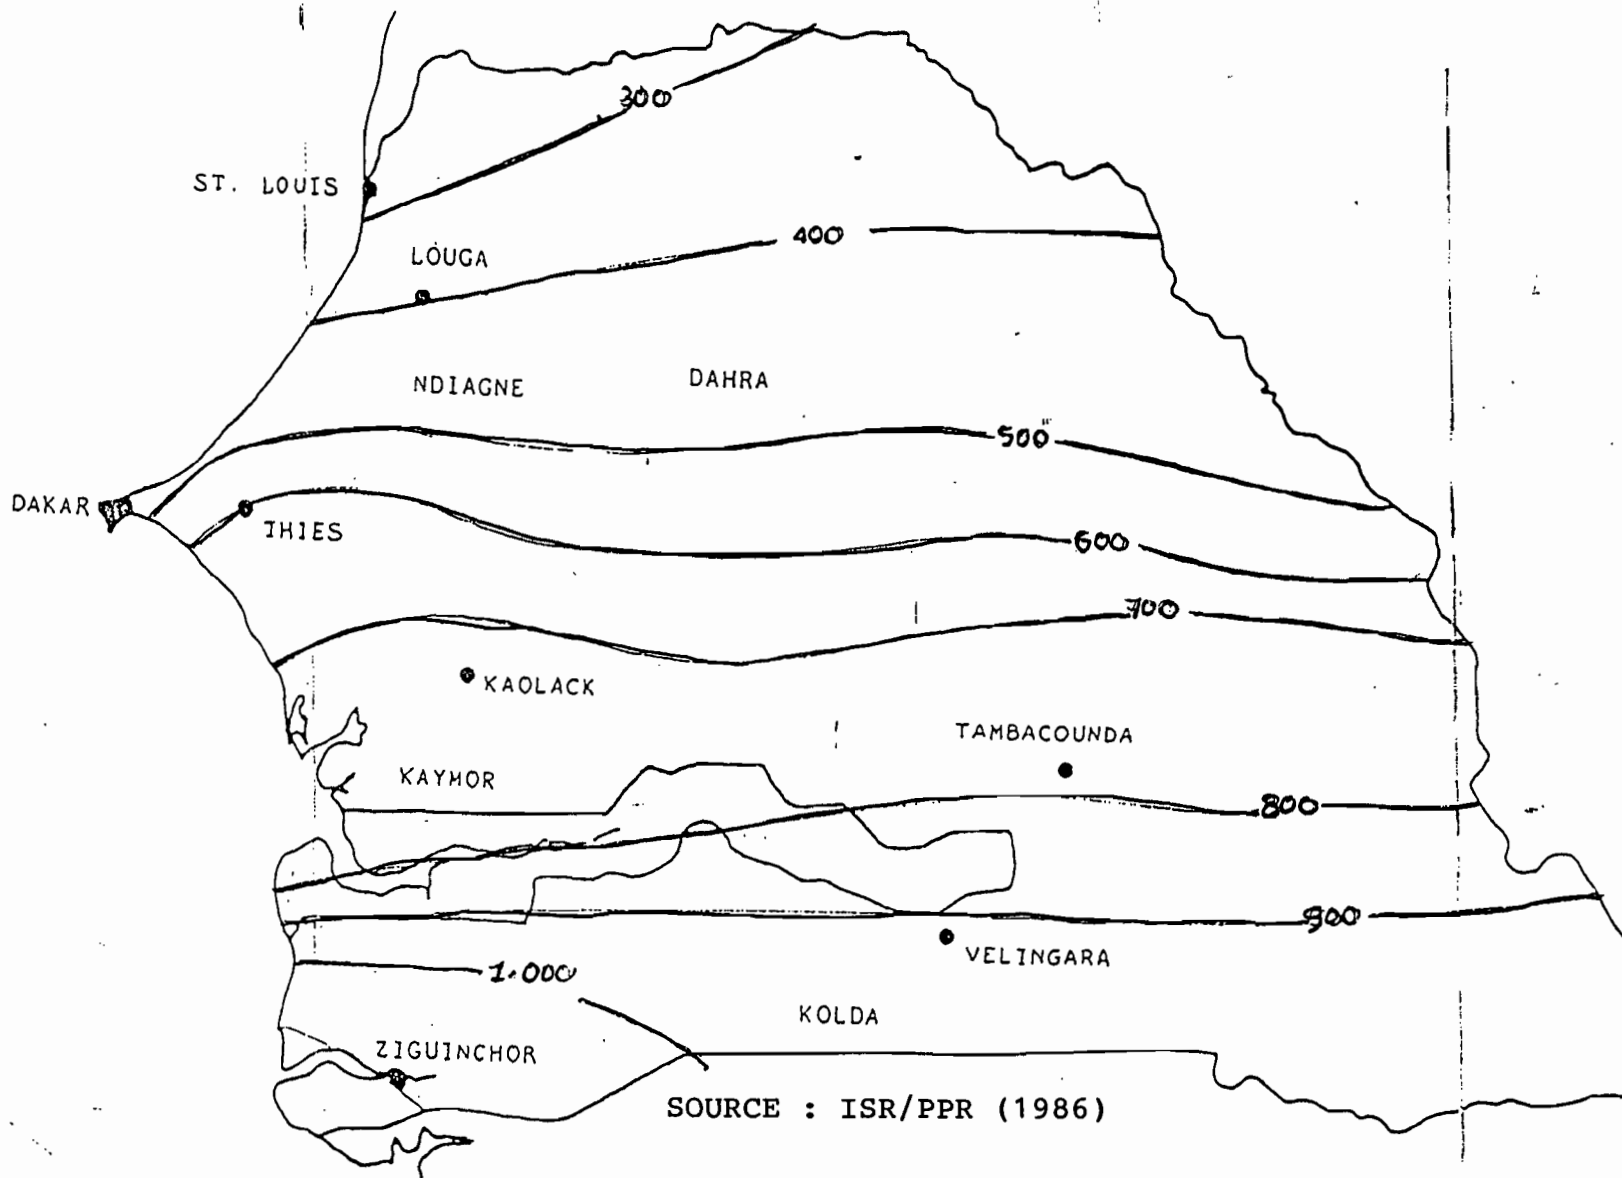 300
ST. LOUIS
400
LOUGA
NDIAGNE
DAHRA
500
DAKAR
THIES
600
700
KAOLACK
TAMBACOUNDA
KAYMOR
800
900
VELINGARA
1.000
KOLDA
ZIGUINCHOR
SOURCE : ISR/PPR (1986)